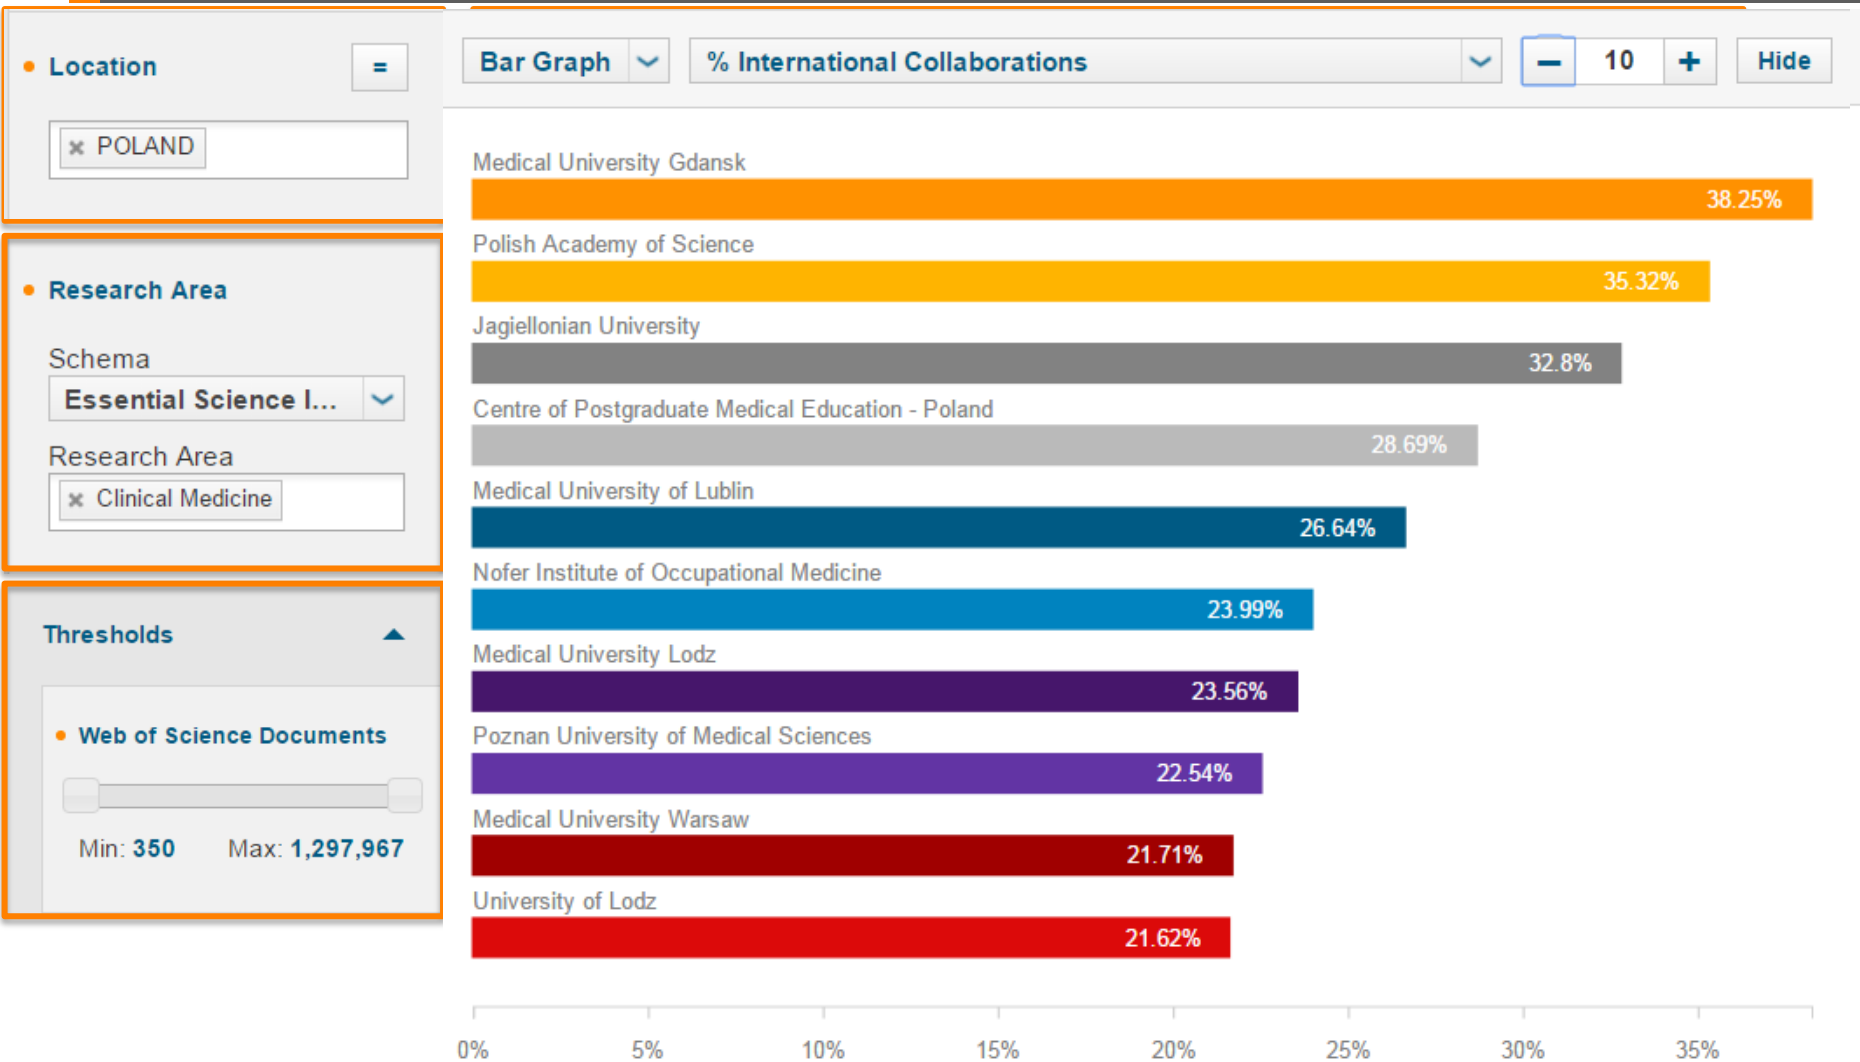 Location
=
× POLAND
Research Area
Schema
Essential Science I...
Research Area
× Clinical Medicine
Thresholds
Web of Science Documents
Min: 350 Max: 1,297,967
Bar Graph % International Collaborations − 10 + Hide
Medical University Gdansk
38.25%
Polish Academy of Science
35.32%
Jagiellonian University
32.8%
Centre of Postgraduate Medical Education - Poland
28.69%
Medical University of Lublin
26.64%
Nofer Institute of Occupational Medicine
23.99%
Medical University Lodz
23.56%
Poznan University of Medical Sciences
22.54%
Medical University Warsaw
21.71%
University of Lodz
21.62%
0% 5% 10% 15% 20% 25% 30% 35%